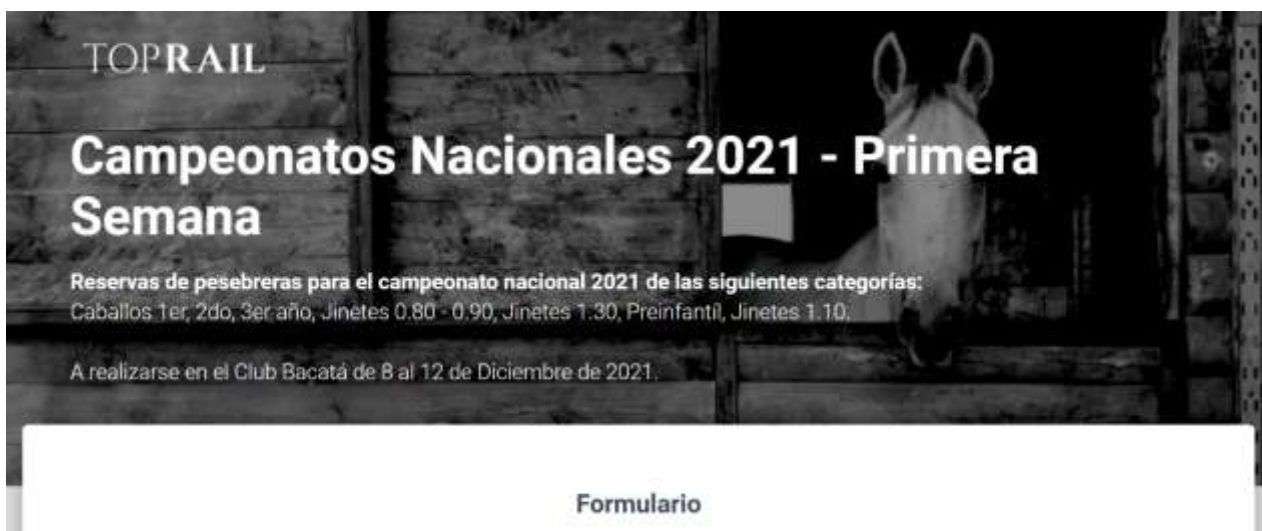 TOPRAIL
Campeonatos Nacionales 2021 - Primera
Semana
Reservas de pesebreras para el campeonato nacional 2021 de las siguientes categorías:
Caballos 1er, 2do, 3er año, Jinetes 0.80 - 0.90, Jinetes 1.30, Preinfantíl, Jinetes 1.10.
A realizarse en el Club Bacatá de 8 al 12 de Diciembre de 2021.
Formulario